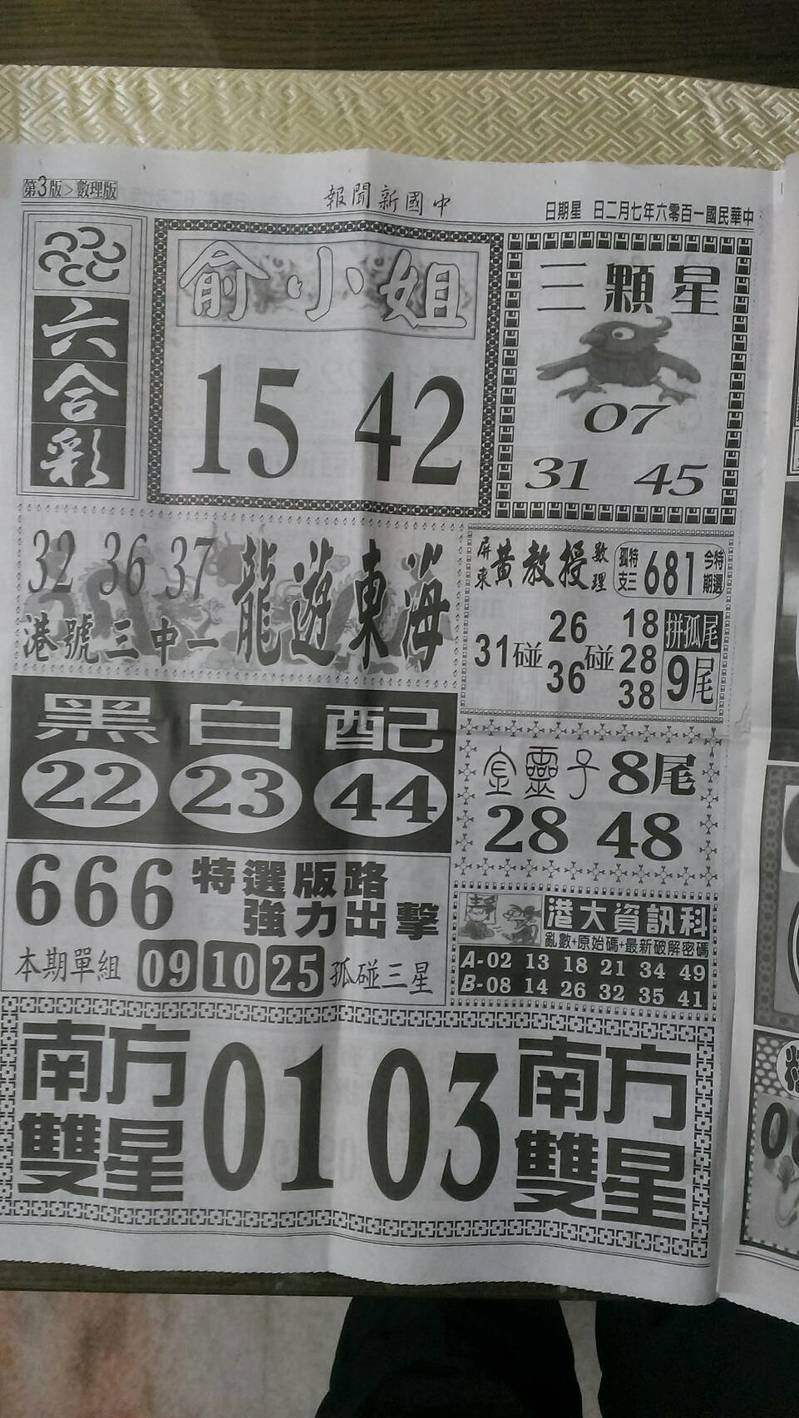 第3版>數理版
報聞新國中
日期星 日二月七年六零百一國民華中
六合彩
俞小姐
15 42
三顆星
07
31 45
32 36 37
港號三中一
龍遊東海
屏東黃教授數理
孤特支三
681
今特期選
31碰
26
36
碰
18
28
38
拼孤尾
9尾
黑白配
22 23 44
金靈子8尾
28 48
666 特選版路
強力出擊
本期單組 09 10 25 孤碰三星
港大資訊科
亂數+原始碼+最新破解密碼
A-02 13 18 21 34 49
B-08 14 26 32 35 41
南方
雙星
01 03
南方
雙星